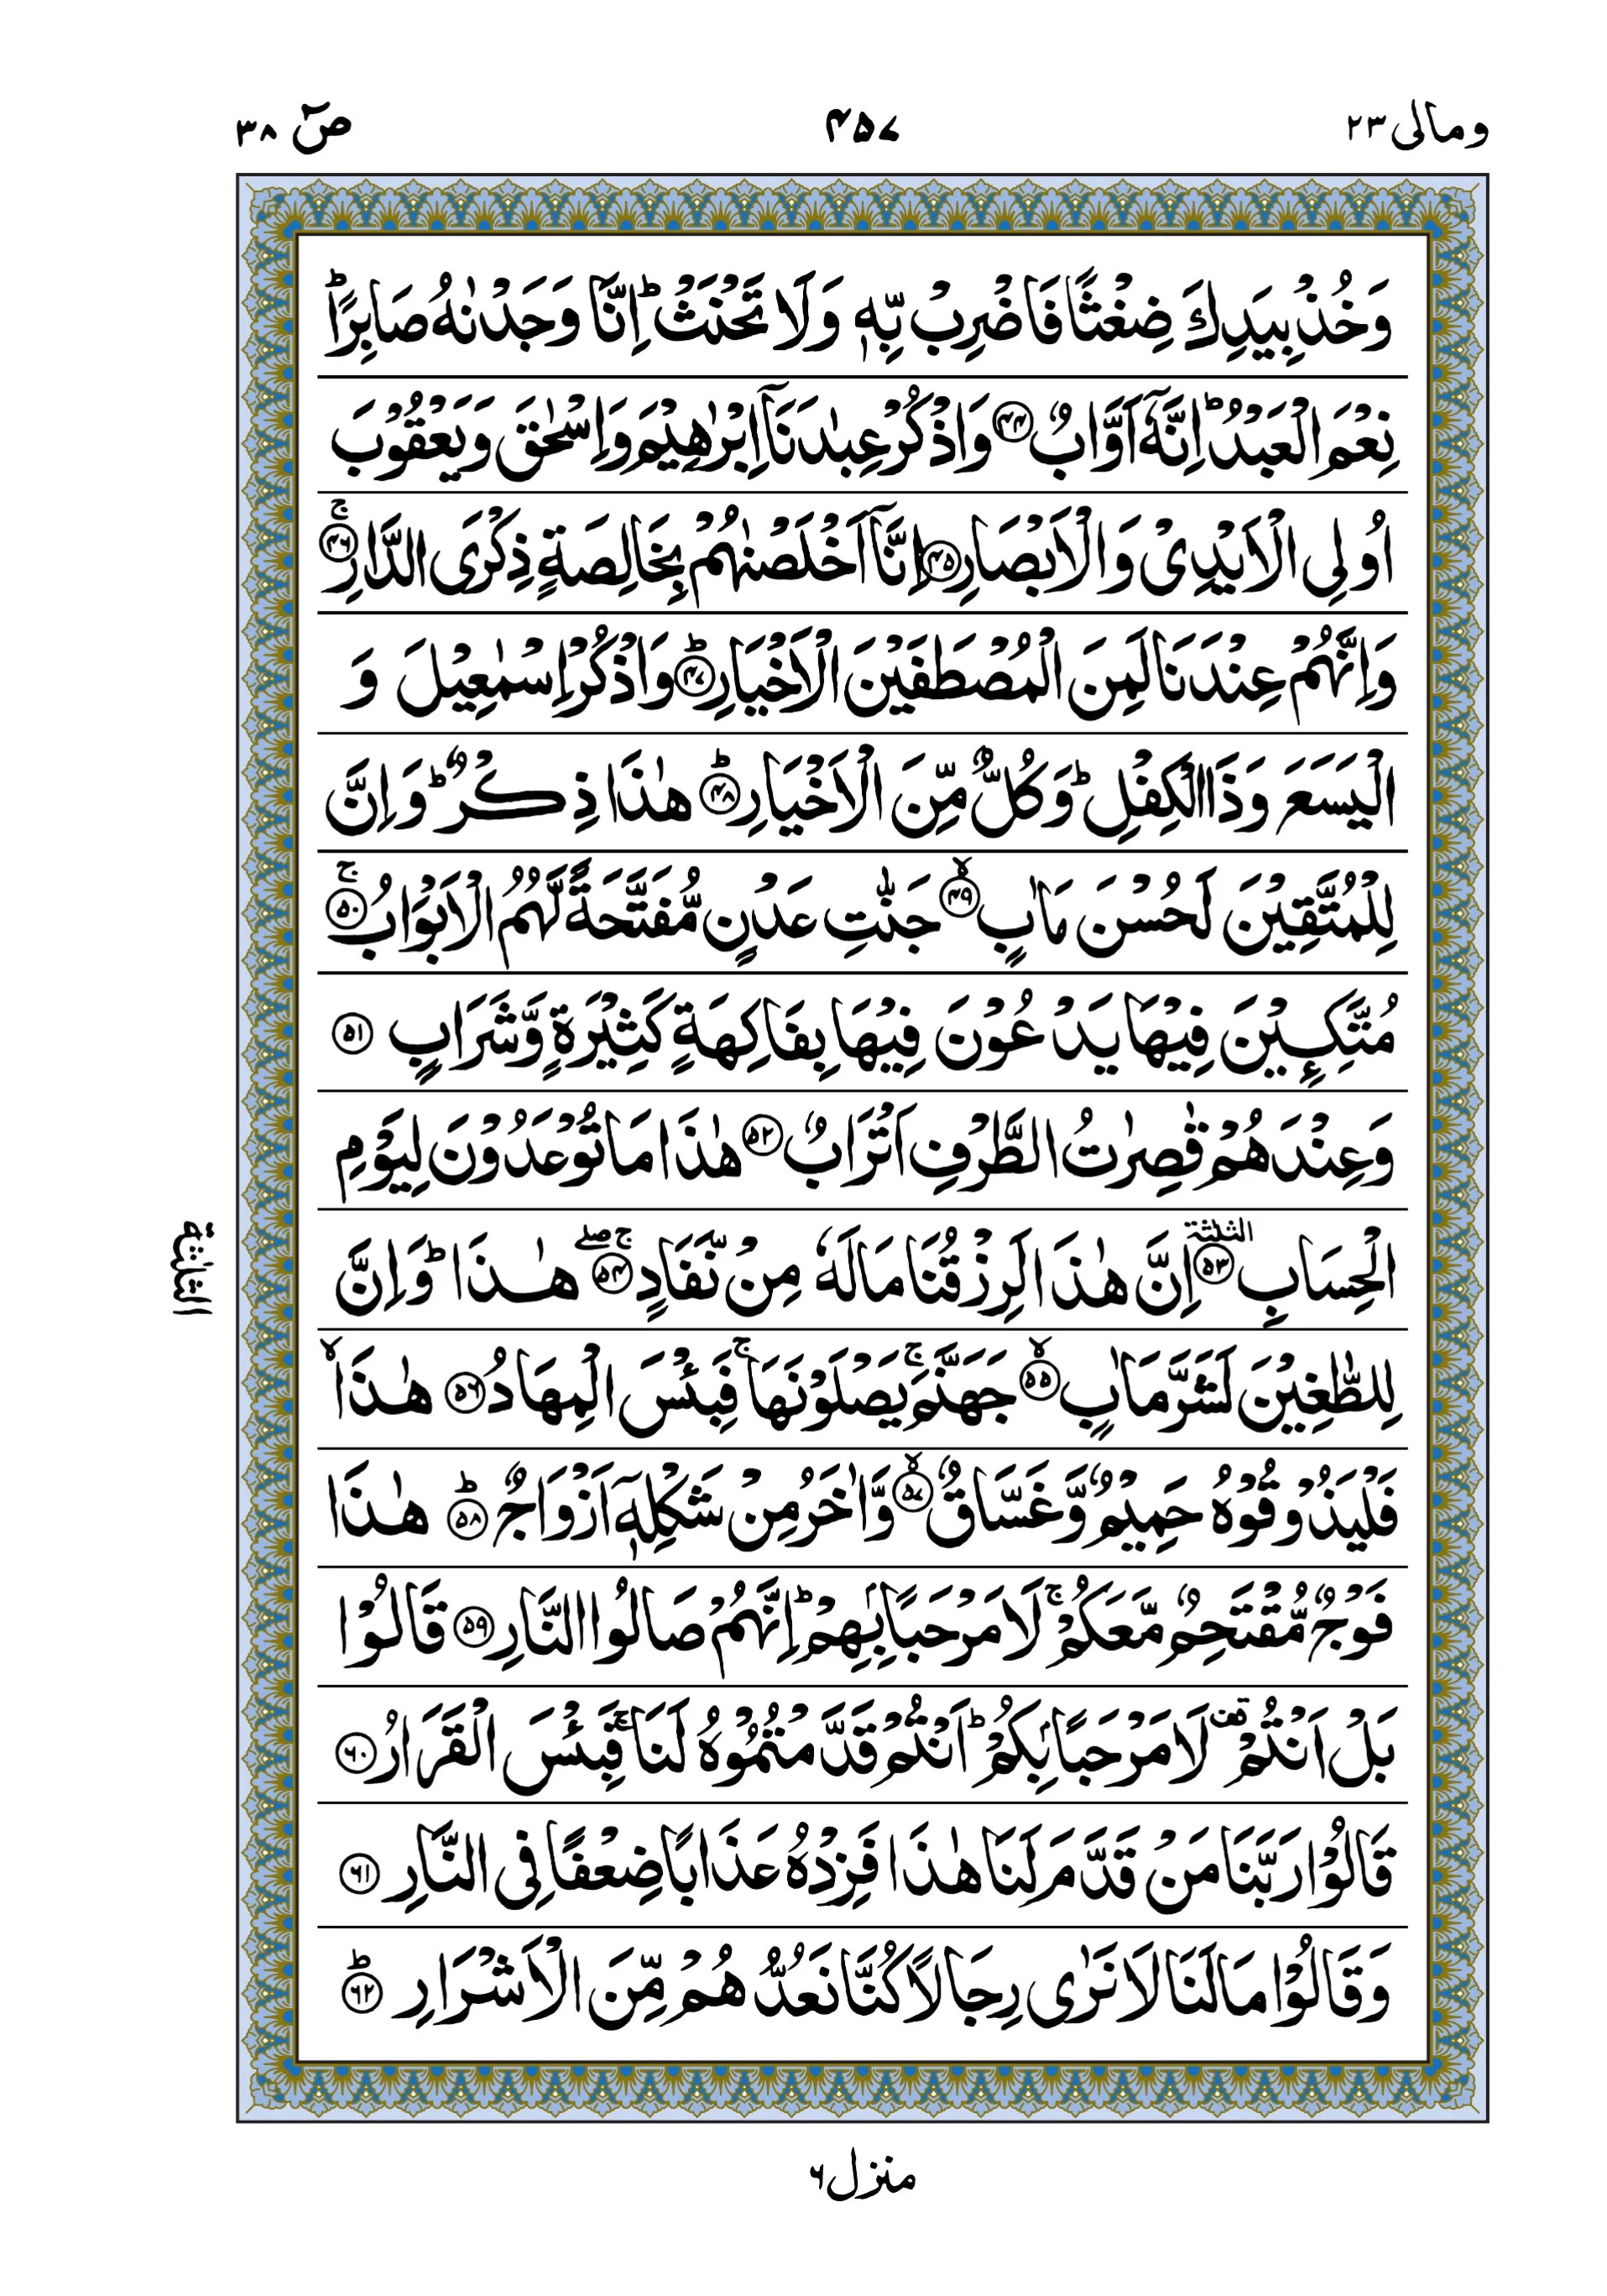 ومالی ۲۳
۴۵۷
صٓ ۳۸
وَخُذْ بِيَدِكَ ضِغْثًا فَاضْرِبْ بِّهٖ وَلَا تَحْنَثْ ؕ اِنَّا وَجَدْنٰهُ صَابِرًا ؕ
نِعْمَ الْعَبْدُ ؕ اِنَّهٗۤ اَوَّابٌ ﴿۴۴﴾ وَاذْكُرْ عِبٰدَنَاۤ اِبْرٰهِيْمَ وَاِسْحٰقَ وَيَعْقُوْبَ
اُولِى الْاَيْدِىْ وَالْاَبْصَارِ ﴿۴۵﴾ اِنَّاۤ اَخْلَصْنٰهُمْ بِخَالِصَةٍ ذِكْرَى الدَّارِ ۚ ﴿۴۶﴾
وَاِنَّهُمْ عِنْدَنَا لَمِنَ الْمُصْطَفَيْنَ الْاَخْيَارِ ؕ ﴿۴۷﴾ وَاذْكُرْ اِسْمٰعِيْلَ وَ
الْيَسَعَ وَذَا الْكِفْلِ ؕ وَكُلٌّ مِّنَ الْاَخْيَارِ ؕ ﴿۴۸﴾ هٰذَا ذِكْرٌ ؕ وَاِنَّ
لِلْمُتَّقِيْنَ لَحُسْنَ مَاٰبٍ ۙ ﴿۴۹﴾ جَنّٰتِ عَدْنٍ مُّفَتَّحَةً لَّهُمُ الْاَبْوَابُ ۚ ﴿۵۰﴾
مُتَّكِـِٕيْنَ فِيْهَا يَدْعُوْنَ فِيْهَا بِفَاكِهَةٍ كَثِيْرَةٍ وَّشَرَابٍ ﴿۵۱﴾
وَعِنْدَهُمْ قٰصِرٰتُ الطَّرْفِ اَتْرَابٌ ﴿۵۲﴾ هٰذَا مَا تُوْعَدُوْنَ لِيَوْمِ
الْحِسَابِ ﴿۵۳﴾ الثلثة اِنَّ هٰذَا لَرِزْقُنَا مَا لَهٗ مِنْ نَّفَادٍ ۚ ۖ ﴿۵۴﴾ هٰذَا ؕ وَاِنَّ
الثلثة
لِلطّٰغِيْنَ لَشَرَّ مَاٰبٍ ۙ ﴿۵۵﴾ جَهَنَّمَ ۚ يَصْلَوْنَهَا ۚ فَبِئْسَ الْمِهَادُ ﴿۵۶﴾ هٰذَا ۙ
فَلْيَذُوْقُوْهُ حَمِيْمٌ وَّغَسَّاقٌ ۙ ﴿۵۷﴾ وَّاٰخَرُ مِنْ شَكْلِهٖۤ اَزْوَاجٌ ؕ ﴿۵۸﴾ هٰذَا
فَوْجٌ مُّقْتَحِمٌ مَّعَكُمْ ۚ لَا مَرْحَبًۢا بِهِمْ ؕ اِنَّهُمْ صَالُوا النَّارِ ﴿۵۹﴾ قَالُوْا
بَلْ اَنْتُمْ قف لَا مَرْحَبًۢا بِكُمْ ؕ اَنْتُمْ قَدَّمْتُمُوْهُ لَنَا ۚ فَبِئْسَ الْقَرَارُ ﴿۶۰﴾
قَالُوْا رَبَّنَا مَنْ قَدَّمَ لَنَا هٰذَا فَزِدْهُ عَذَابًا ضِعْفًا فِى النَّارِ ﴿۶۱﴾
وَقَالُوْا مَا لَنَا لَا نَرٰى رِجَالًا كُنَّا نَعُدُّهُمْ مِّنَ الْاَشْرَارِ ؕ ﴿۶۲﴾
منزل ۶